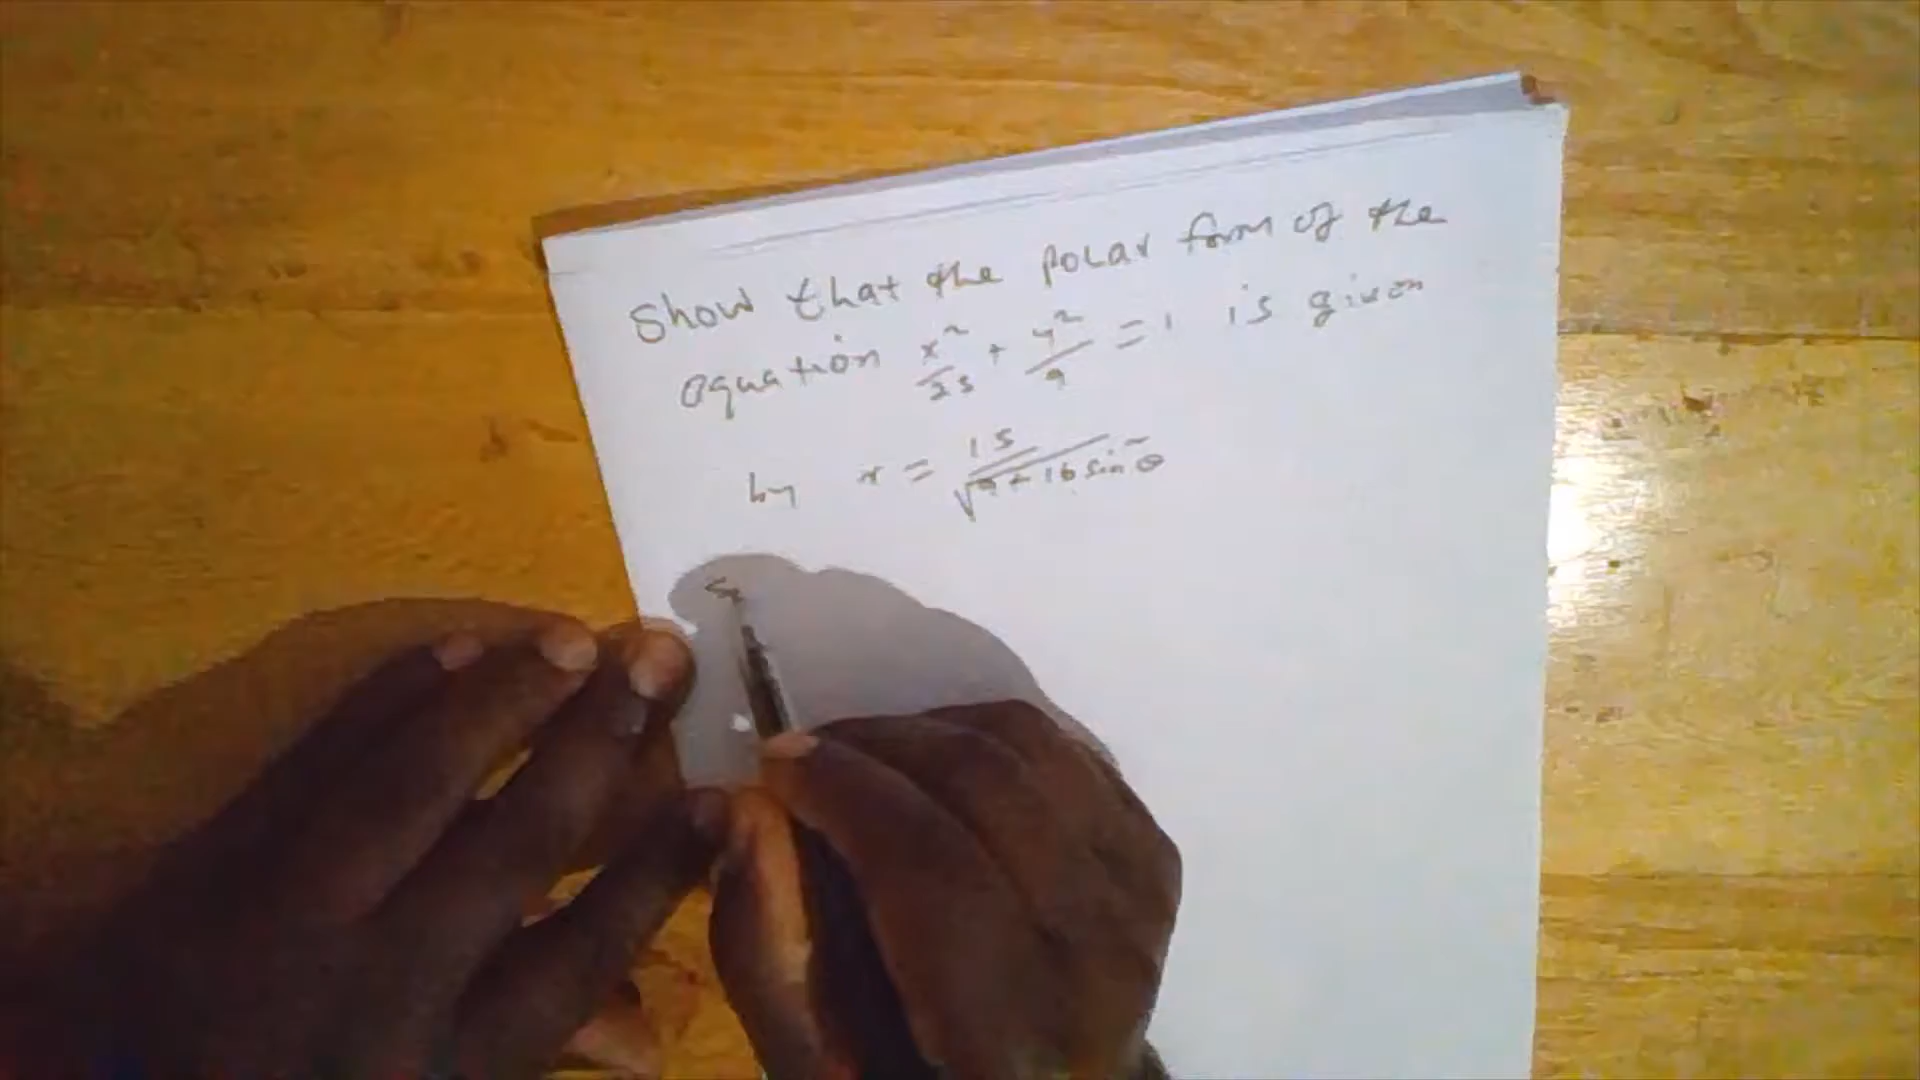 Show that the polar form of the
equation x²/25 + y²/9 = 1 is given
by r = 15/√(9+16 sin²θ)
S